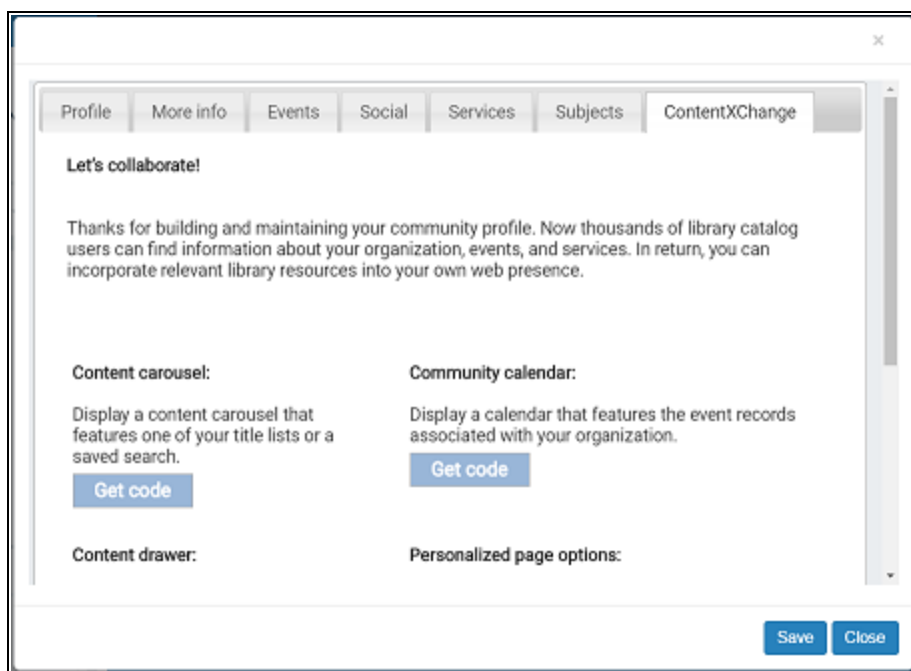 ×
Profile More info Events Social Services Subjects ContentXChange
Let's collaborate!
Thanks for building and maintaining your community profile. Now thousands of library catalog
users can find information about your organization, events, and services. In return, you can
incorporate relevant library resources into your own web presence.
Content carousel:
Display a content carousel that
features one of your title lists or a
saved search.
Get code
Community calendar:
Display a calendar that features the event records
associated with your organization.
Get code
Content drawer:
Personalized page options:
Save Close